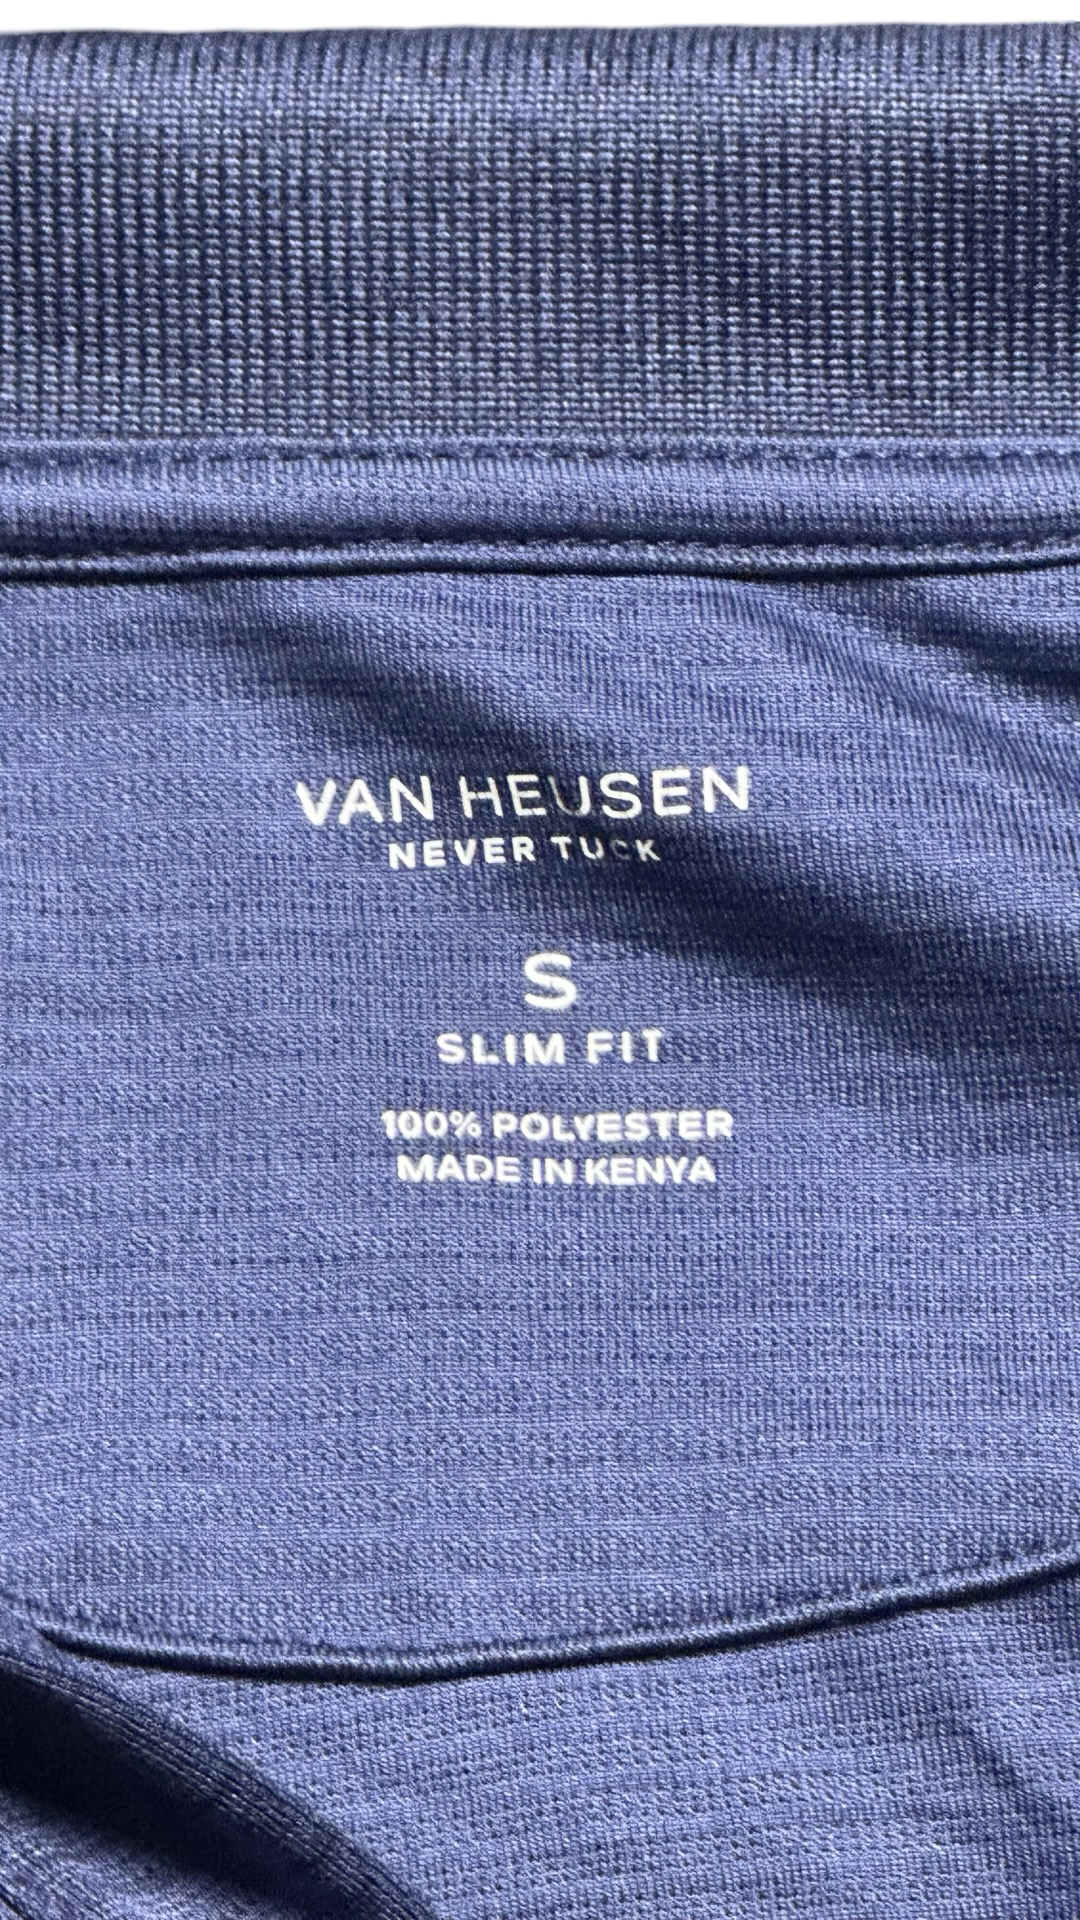 VAN HEUSEN
NEVER TUCK
S
SLIM FIT
100% POLYESTER
MADE IN KENYA